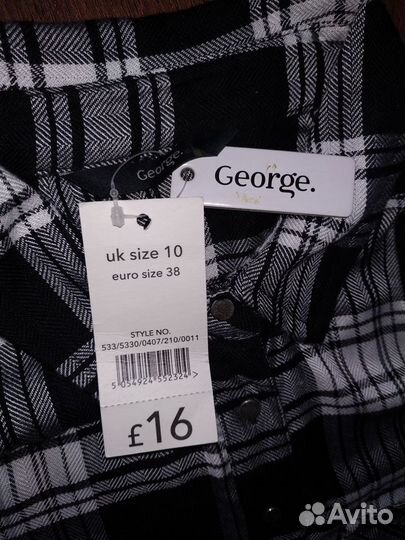 George.
George.
uk size 10
euro size 38
STYLE NO.
533/5330/0407/210/0011
5 054924 552324 >
£16
Avito